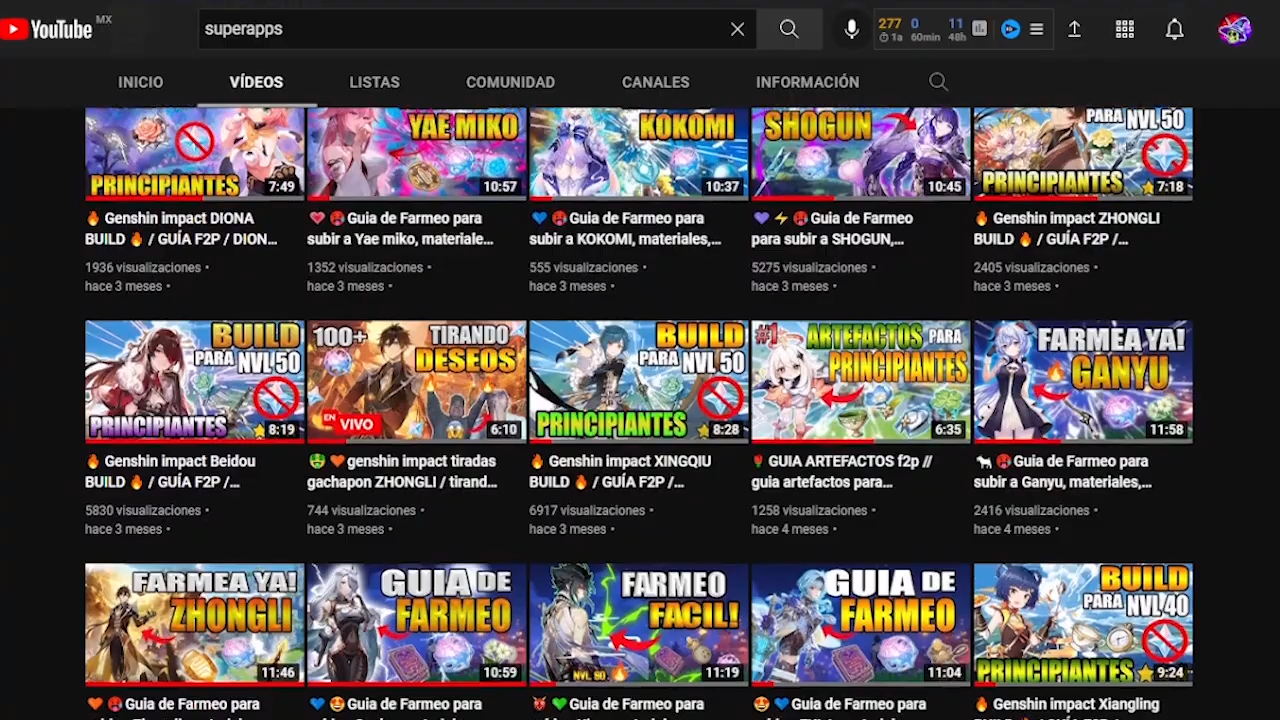 YouTube MX
superapps
277 0 11
1a 60min 48h
INICIO VÍDEOS LISTAS COMUNIDAD CANALES INFORMACIÓN
PRINCIPIANTES 7:49
YAE MIKO 10:57
KOKOMI 10:37
SHOGUN 10:45
PARA NVL 50
PRINCIPIANTES 7:18
Genshin impact DIONA
BUILD / GUÍA F2P / DION...
1936 visualizaciones •
hace 3 meses •
Guia de Farmeo para
subir a Yae miko, materiale...
1352 visualizaciones •
hace 3 meses •
Guia de Farmeo para
subir a KOKOMI, materiales,...
555 visualizaciones •
hace 3 meses •
Guia de Farmeo
para subir a SHOGUN,...
5275 visualizaciones •
hace 3 meses •
Genshin impact ZHONGLI
BUILD / GUÍA F2P /...
2405 visualizaciones •
hace 3 meses •
BUILD
PARA NVL 50
PRINCIPIANTES 8:19
100+ TIRANDO
DESEOS
EN VIVO 6:10
BUILD
PARA NVL 50
PRINCIPIANTES 8:28
#1 ARTEFACTOS PARA
PRINCIPIANTES
6:35
FARMEA YA!
GANYU
11:58
Genshin impact Beidou
BUILD / GUÍA F2P /...
5830 visualizaciones •
hace 3 meses •
genshin impact tiradas
gachapon ZHONGLI / tirand...
744 visualizaciones •
hace 3 meses •
Genshin impact XINGQIU
BUILD / GUÍA F2P /...
6917 visualizaciones •
hace 3 meses •
GUIA ARTEFACTOS f2p //
guia artefactos para...
1258 visualizaciones •
hace 4 meses •
Guia de Farmeo para
subir a Ganyu, materiales,...
2416 visualizaciones •
hace 4 meses •
FARMEA YA!
ZHONGLI
11:46
GUIA DE
FARMEO
10:59
FARMEO
FACIL!
NVL 90 11:19
GUIA DE
FARMEO
11:04
BUILD
PARA NVL 40
PRINCIPIANTES 9:24
Guia de Farmeo para
Guia de Farmeo para
Guia de Farmeo para
Guia de Farmeo para
Genshin impact Xiangling